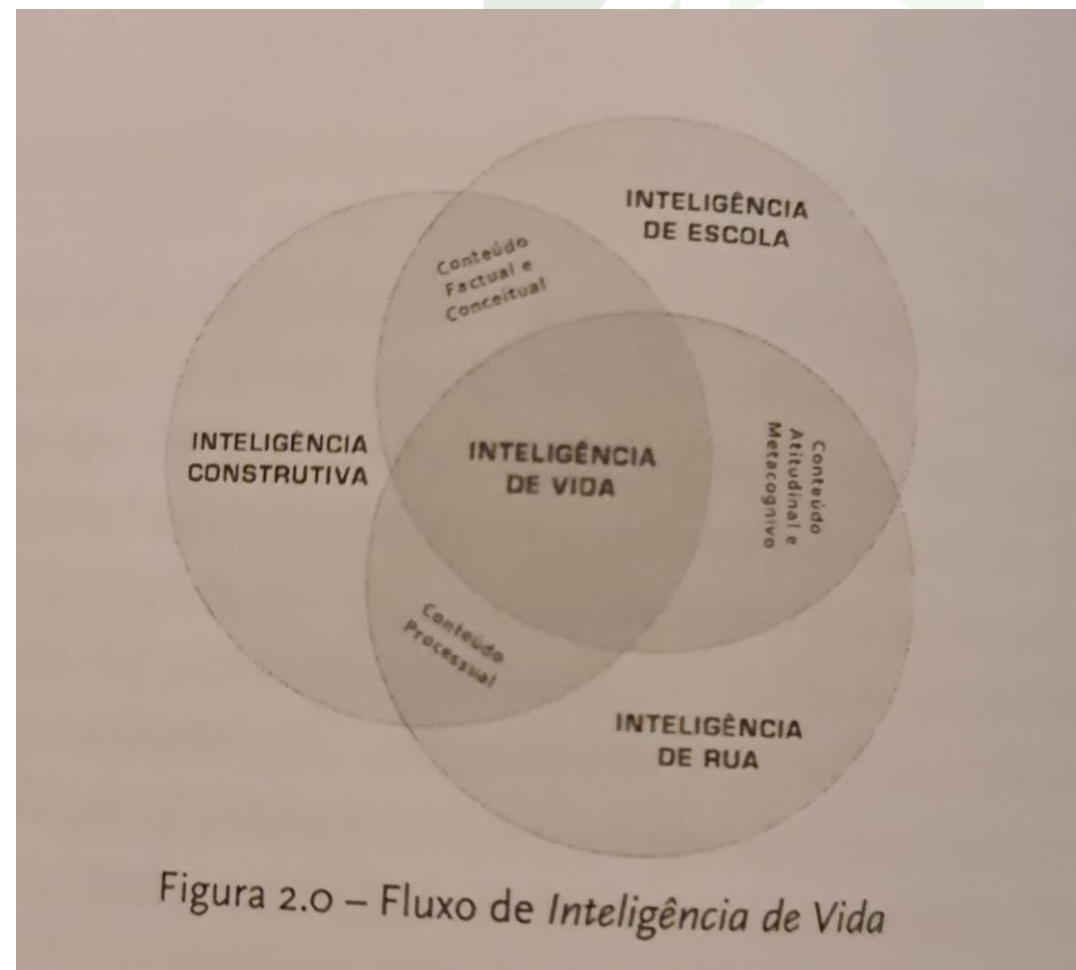 INTELIGÊNCIA
DE ESCOLA
Conteúdo
Factual e
Conceitual
INTELIGÊNCIA
CONSTRUTIVA
INTELIGÊNCIA
DE VIDA
Conteúdo
Atitudinal e
Metacognivo
Conteúdo
Processual
INTELIGÊNCIA
DE RUA
Figura 2.0 – Fluxo de Inteligência de Vida